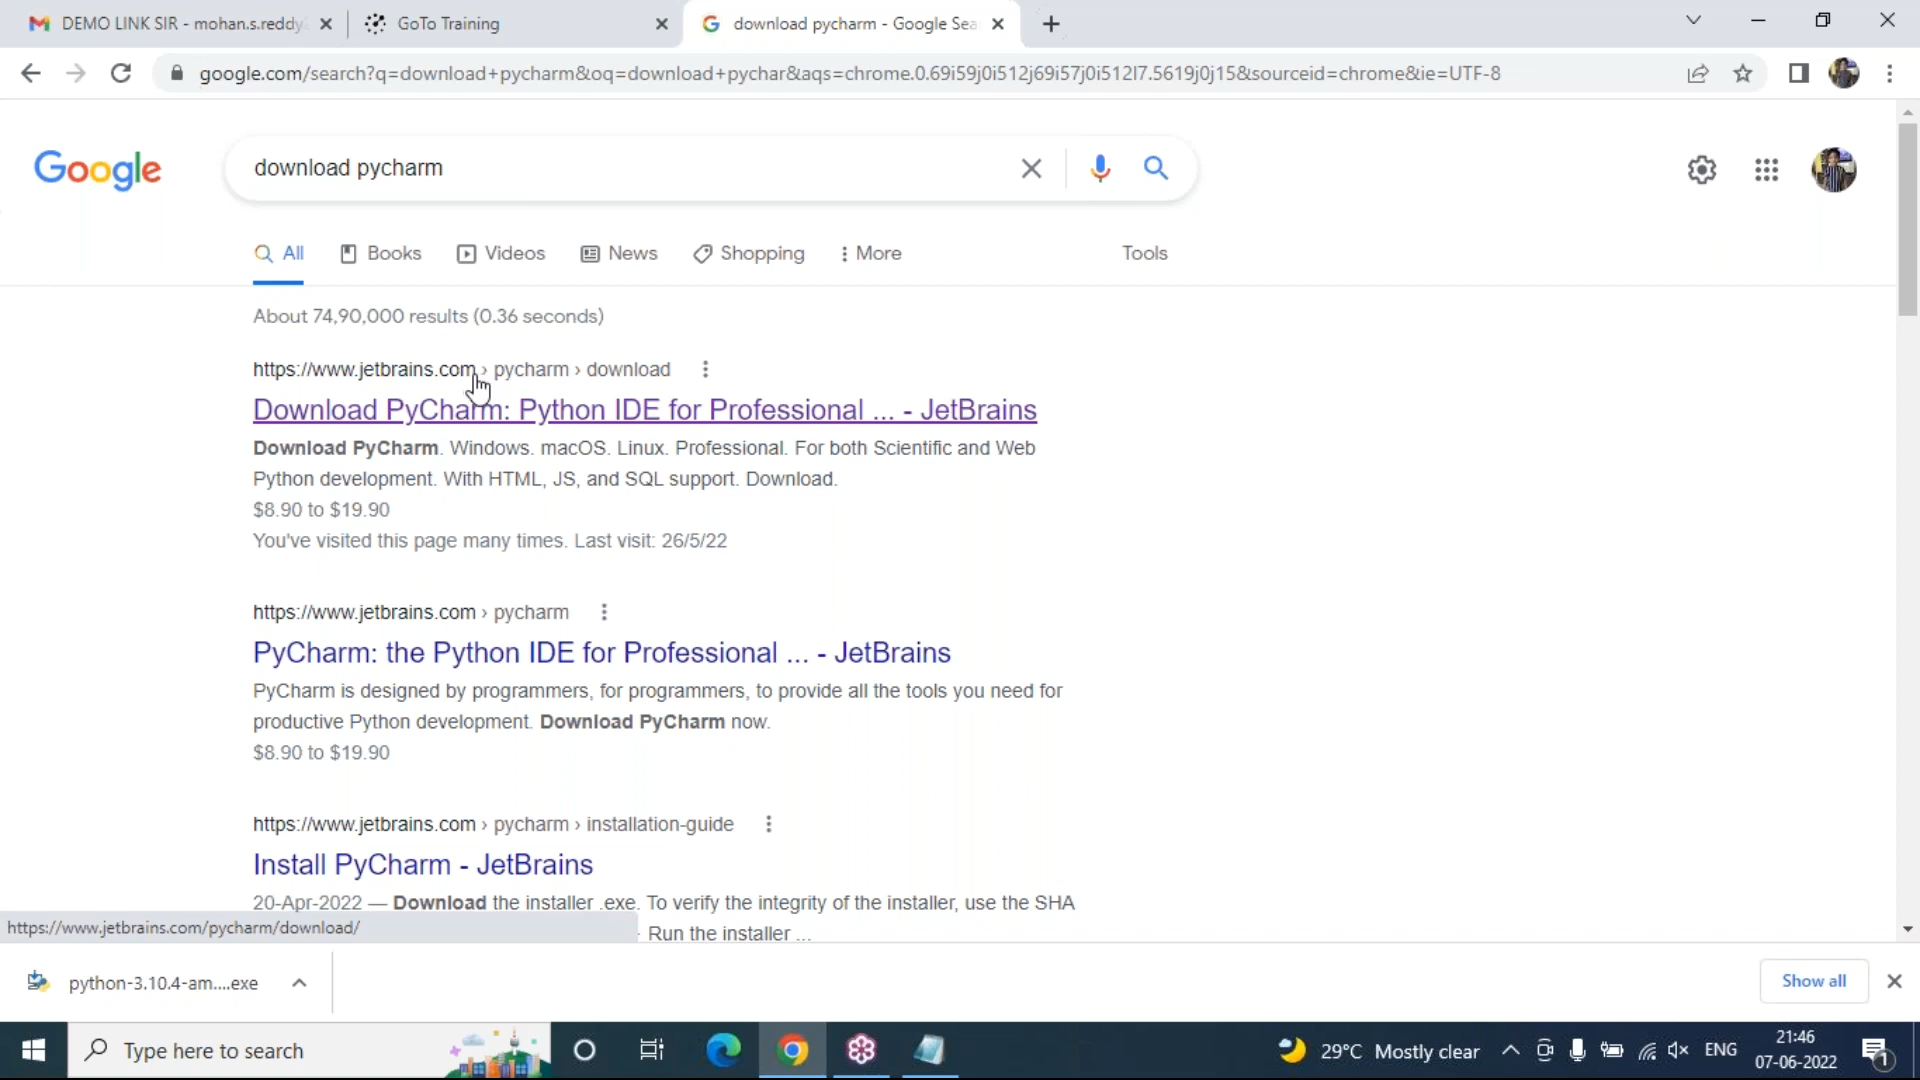 DEMO LINK SIR - mohan.s.reddy
GoTo Training
download pycharm - Google Sea
google.com/search?q=download+pycharm&oq=download+pychar&aqs=chrome.0.69i59j0i512j69i57j0i512l7.5619j0j15&sourceid=chrome&ie=UTF-8
Google
download pycharm
All
Books
Videos
News
Shopping
More
Tools
About 74,90,000 results (0.36 seconds)
https://www.jetbrains.com › pycharm › download
Download PyCharm: Python IDE for Professional ... - JetBrains
Download PyCharm. Windows. macOS. Linux. Professional. For both Scientific and Web
Python development. With HTML, JS, and SQL support. Download.
$8.90 to $19.90
You've visited this page many times. Last visit: 26/5/22
https://www.jetbrains.com › pycharm
PyCharm: the Python IDE for Professional ... - JetBrains
PyCharm is designed by programmers, for programmers, to provide all the tools you need for
productive Python development. Download PyCharm now.
$8.90 to $19.90
https://www.jetbrains.com › pycharm › installation-guide
Install PyCharm - JetBrains
20-Apr-2022 — Download the installer .exe. To verify the integrity of the installer, use the SHA
Run the installer ...
https://www.jetbrains.com/pycharm/download/
python-3.10.4-am....exe
Show all
Type here to search
29°C Mostly clear
ENG
21:46
07-06-2022
1